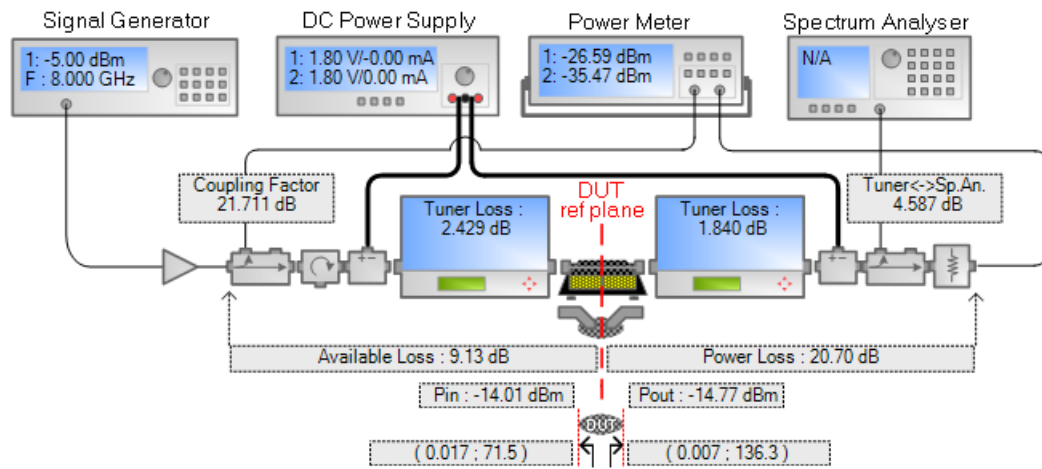 Signal Generator
DC Power Supply
Power Meter
Spectrum Analyser
1: -5.00 dBm
F : 8.000 GHz
1: 1.80 V/-0.00 mA
2: 1.80 V/0.00 mA
1: -26.59 dBm
2: -35.47 dBm
N/A
Coupling Factor
21.711 dB
Tuner Loss :
2.429 dB
DUT
ref plane
Tuner Loss :
1.840 dB
Tuner<->Sp.An.
4.587 dB
Available Loss : 9.13 dB
Power Loss : 20.70 dB
Pin : -14.01 dBm
Pout : -14.77 dBm
DUT
( 0.017 ; 71.5 )
( 0.007 ; 136.3 )